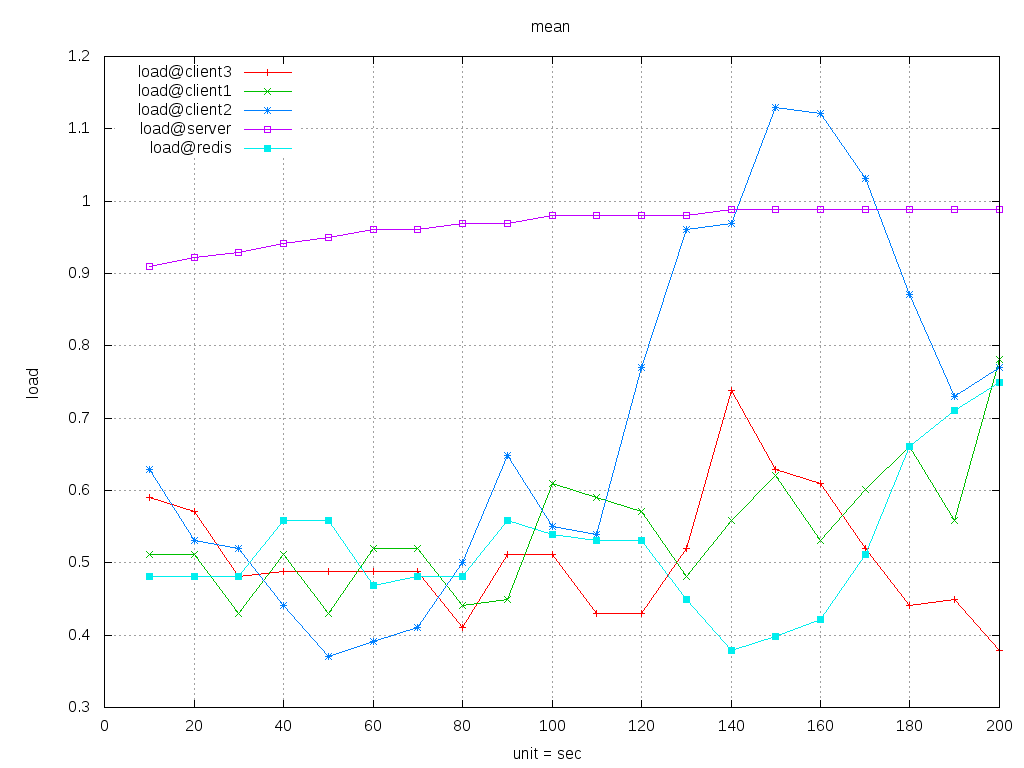 mean
1.2
1.1
1
0.9
0.8
0.7
0.6
0.5
0.4
0.3
load
load@client3
load@client1
load@client2
load@server
load@redis
0 20 40 60 80 100 120 140 160 180 200
unit = sec